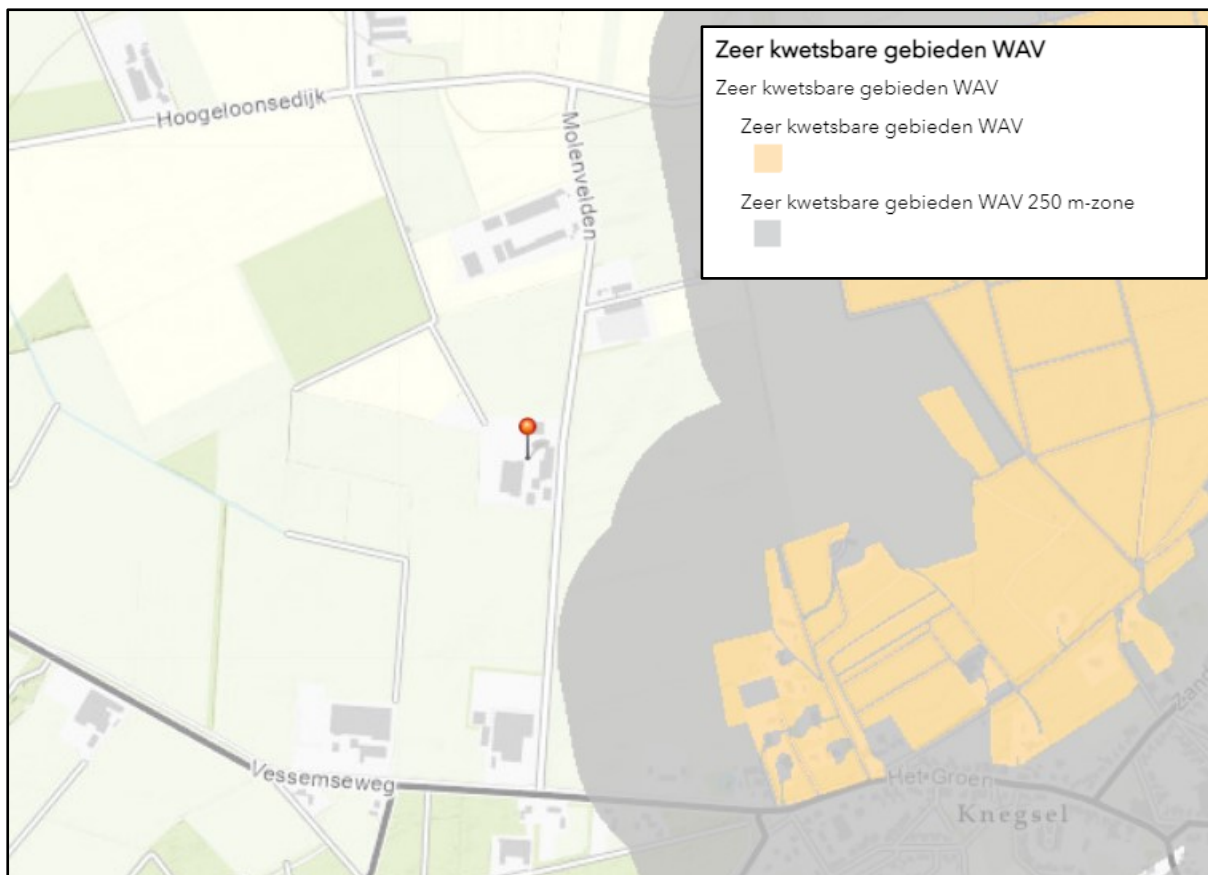 Zeer kwetsbare gebieden WAV
Zeer kwetsbare gebieden WAV
Zeer kwetsbare gebieden WAV
Zeer kwetsbare gebieden WAV 250 m-zone
Hoogeloonsedijk
Molenvelden
Vessemseweg
Het Groen
Knegsel